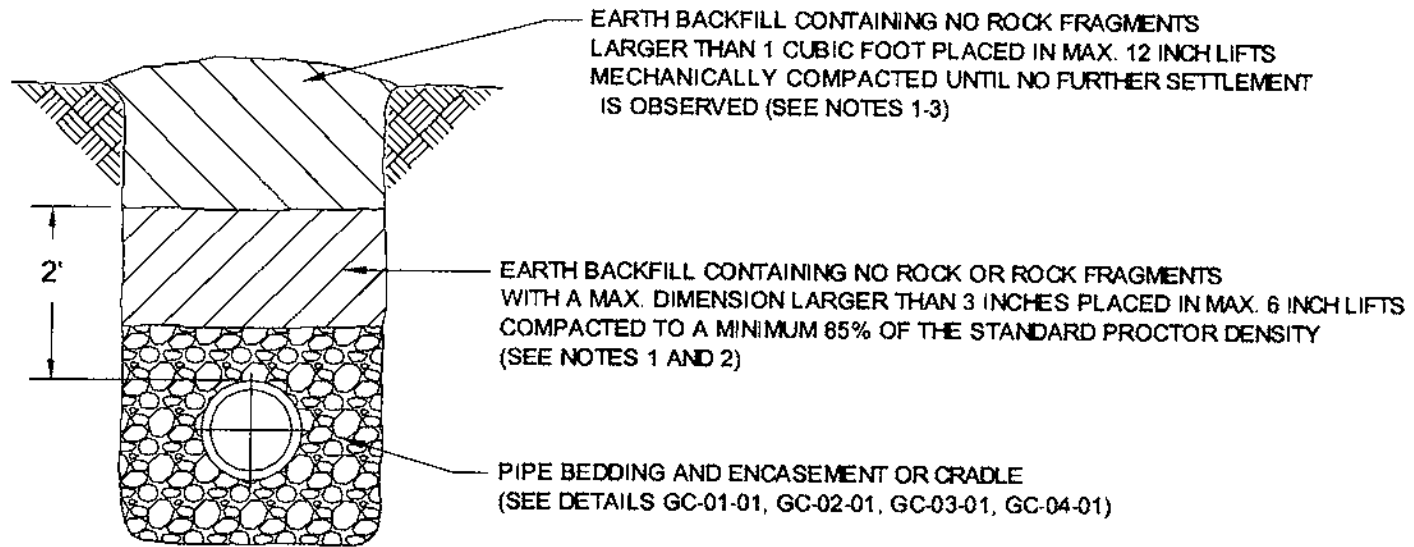 EARTH BACKFILL CONTAINING NO ROCK FRAGMENTS
LARGER THAN 1 CUBIC FOOT PLACED IN MAX. 12 INCH LIFTS
MECHANICALLY COMPACTED UNTIL NO FURTHER SETTLEMENT
IS OBSERVED (SEE NOTES 1-3)
2'
EARTH BACKFILL CONTAINING NO ROCK OR ROCK FRAGMENTS
WITH A MAX. DIMENSION LARGER THAN 3 INCHES PLACED IN MAX. 6 INCH LIFTS
COMPACTED TO A MINIMUM 85% OF THE STANDARD PROCTOR DENSITY
(SEE NOTES 1 AND 2)
PIPE BEDDING AND ENCASEMENT OR CRADLE
(SEE DETAILS GC-01-01, GC-02-01, GC-03-01, GC-04-01)